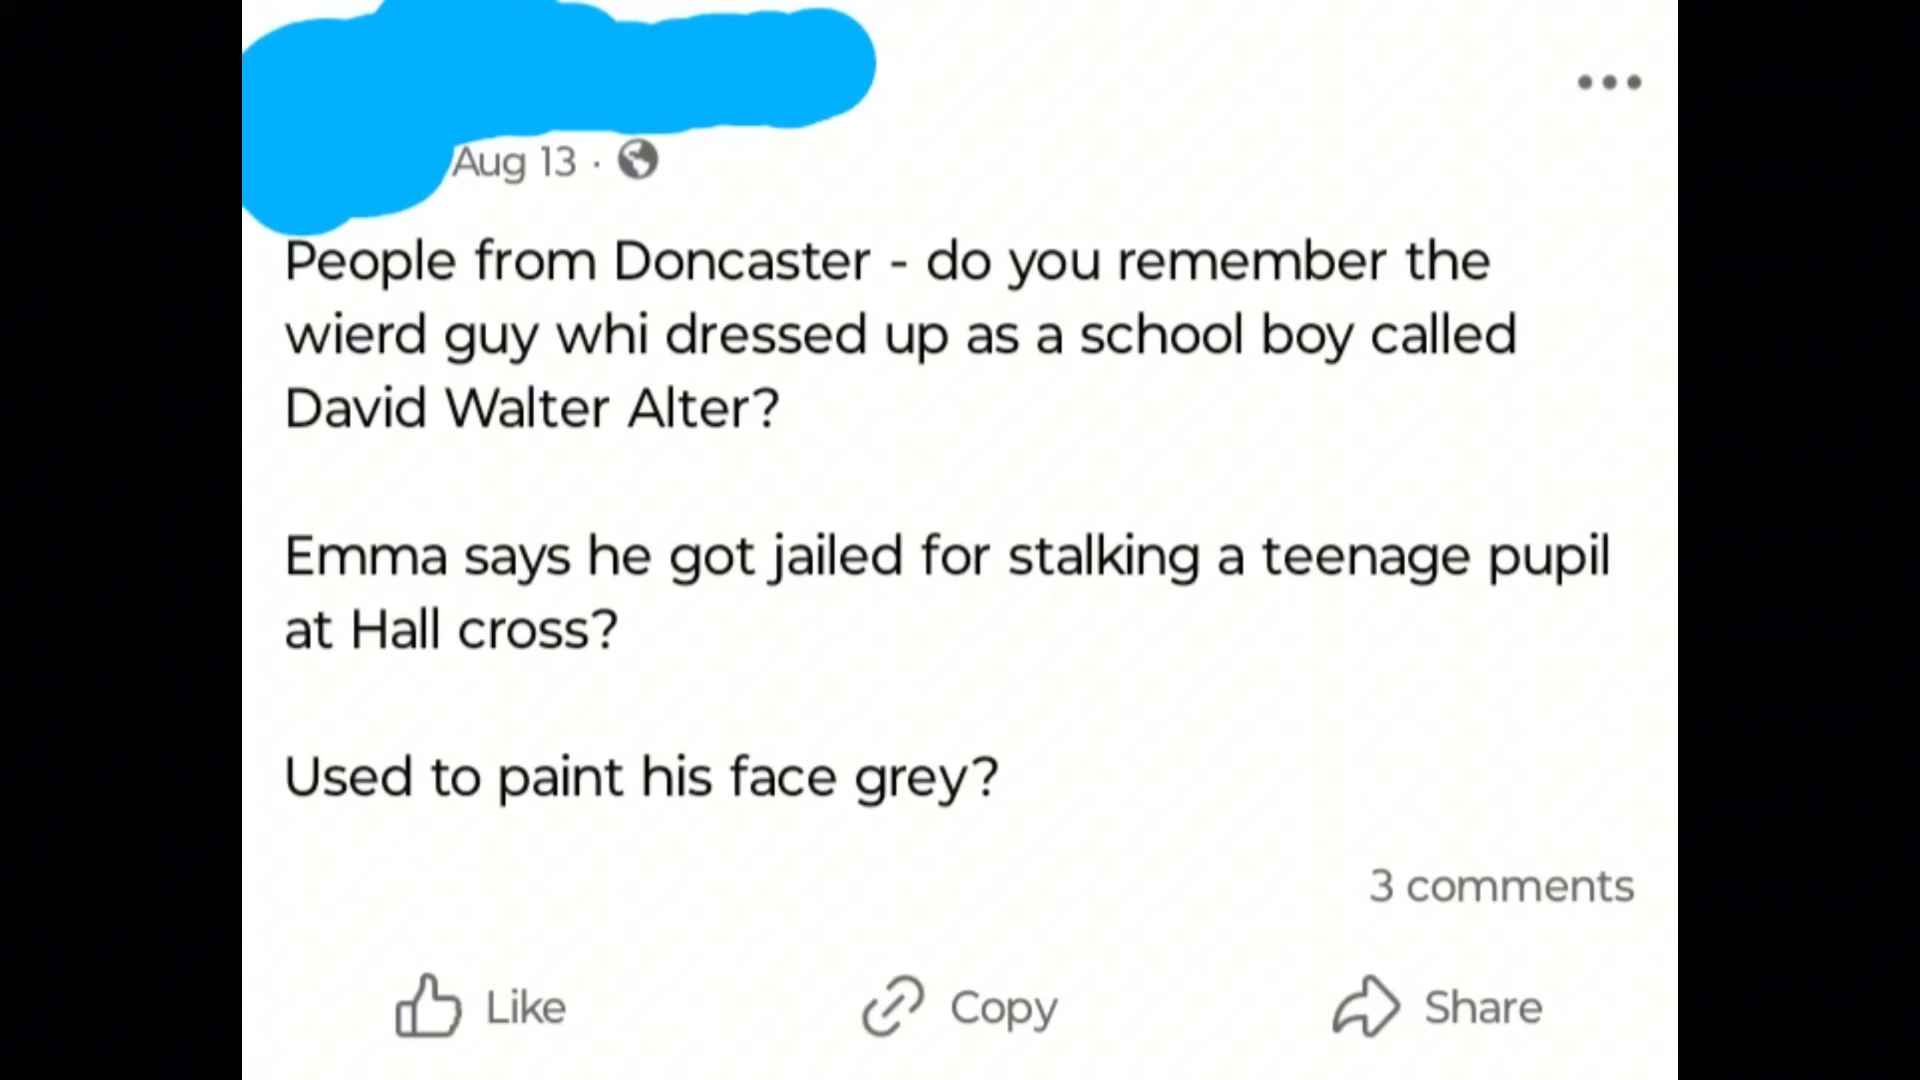 Aug 13 ·
People from Doncaster - do you remember the
wierd guy whi dressed up as a school boy called
David Walter Alter?
Emma says he got jailed for stalking a teenage pupil
at Hall cross?
Used to paint his face grey?
3 comments
Like
Copy
Share